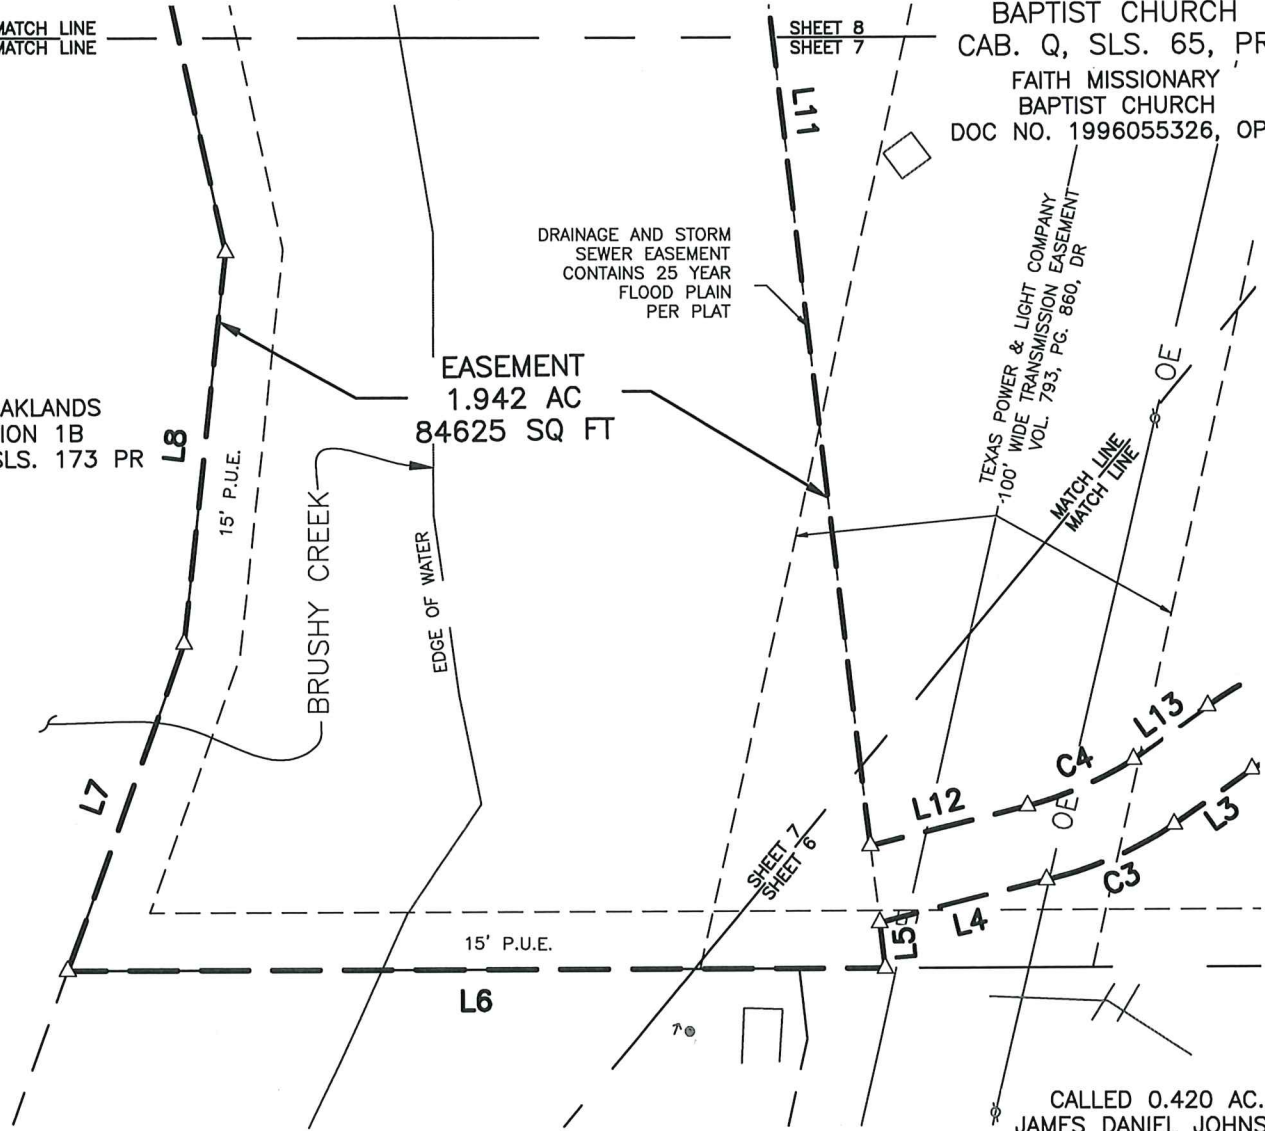 MATCH LINE
MATCH LINE
SHEET 8
SHEET 7
BAPTIST CHURCH
CAB. Q, SLS. 65, PR
FAITH MISSIONARY
BAPTIST CHURCH
DOC NO. 1996055326, OP
L11
DRAINAGE AND STORM
SEWER EASEMENT
CONTAINS 25 YEAR
FLOOD PLAIN
PER PLAT
TEXAS POWER & LIGHT COMPANY
100' WIDE TRANSMISSION EASEMENT
VOL. 793, PG. 860, DR
OE
EASEMENT
1.942 AC
84625 SQ FT
AKLANDS
ION 1B
SLS. 173 PR
L8
15' P.U.E.
BRUSHY CREEK
EDGE OF WATER
MATCH LINE
MATCH LINE
L7
L12
C4
L13
OE
L3
C3
L4
L5
SHEET 7
SHEET 6
15' P.U.E.
L6
CALLED 0.420 AC.
JAMES DANIEL JOHNS